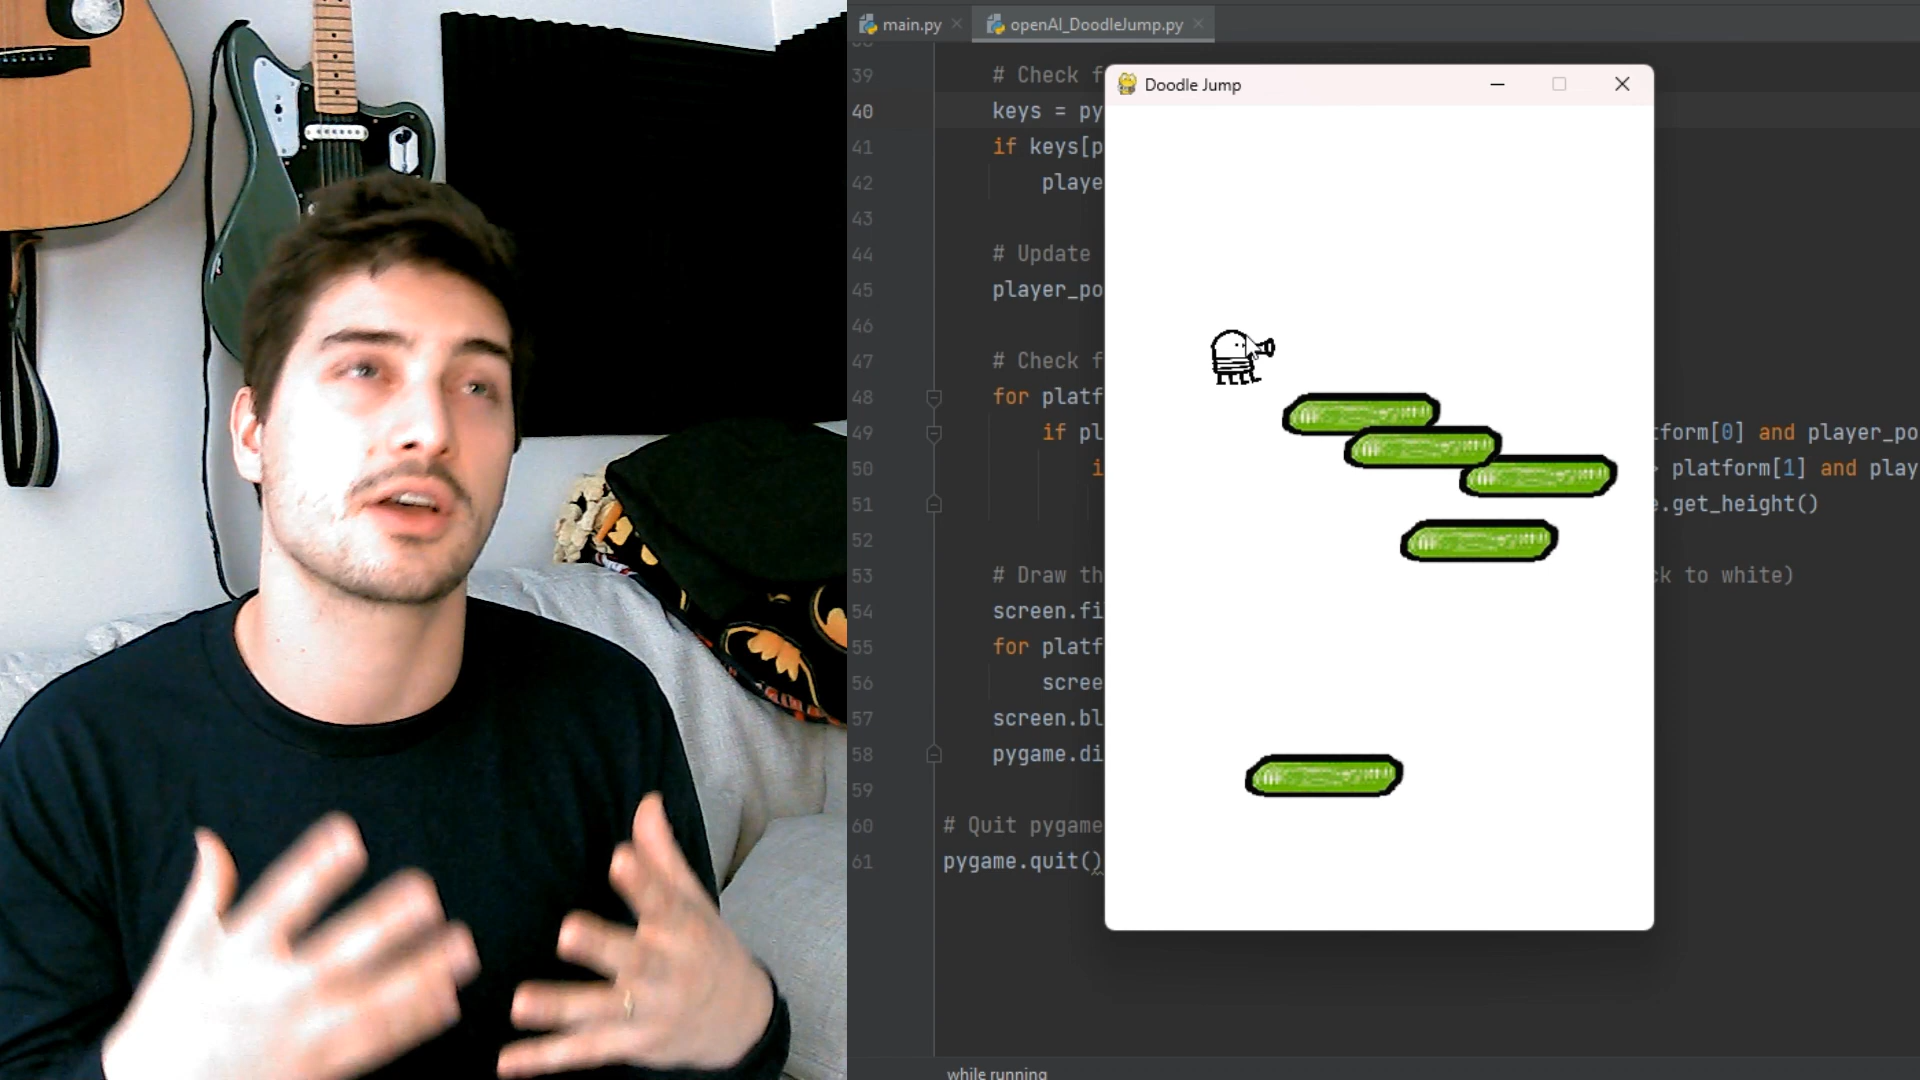 main.py
openAI_DoodleJump.py
Doodle Jump
39 # Check f
40 keys = py
41 if keys[p
42 playe
43
44 # Update
45 player_po
46
47 # Check f
48 for platf
49 if pl tform[0] and player_po
50 i platform[1] and play
51 e.get_height()
52
53 # Draw th ck to white)
54 screen.fi
55 for platf
56 scree
57 screen.bl
58 pygame.di
59
60 # Quit pygame
61 pygame.quit()
while running